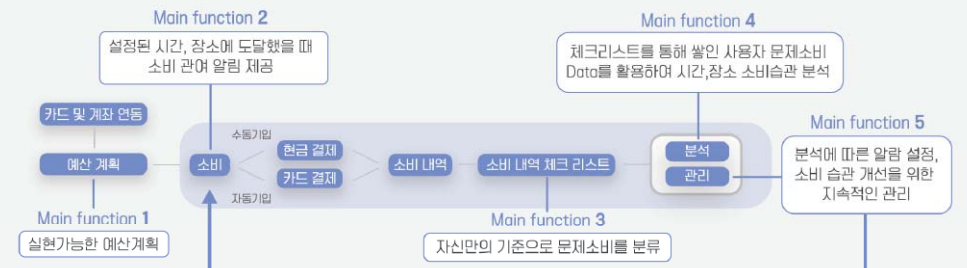 Main function 2
설정된 시간, 장소에 도달했을 때
소비 관여 알림 제공
Main function 4
체크리스트를 통해 쌓인 사용자 문제소비
Data를 활용하여 시간,장소 소비습관 분석
카드 및 계좌 연동
예산 계획
Main function 1
실현가능한 예산계획
소비
수동기입
자동기입
현금 결제
카드 결제
소비 내역
소비 내역 체크 리스트
Main function 3
자신만의 기준으로 문제소비를 분류
분석
관리
Main function 5
분석에 따른 알람 설정,
소비 습관 개선을 위한
지속적인 관리